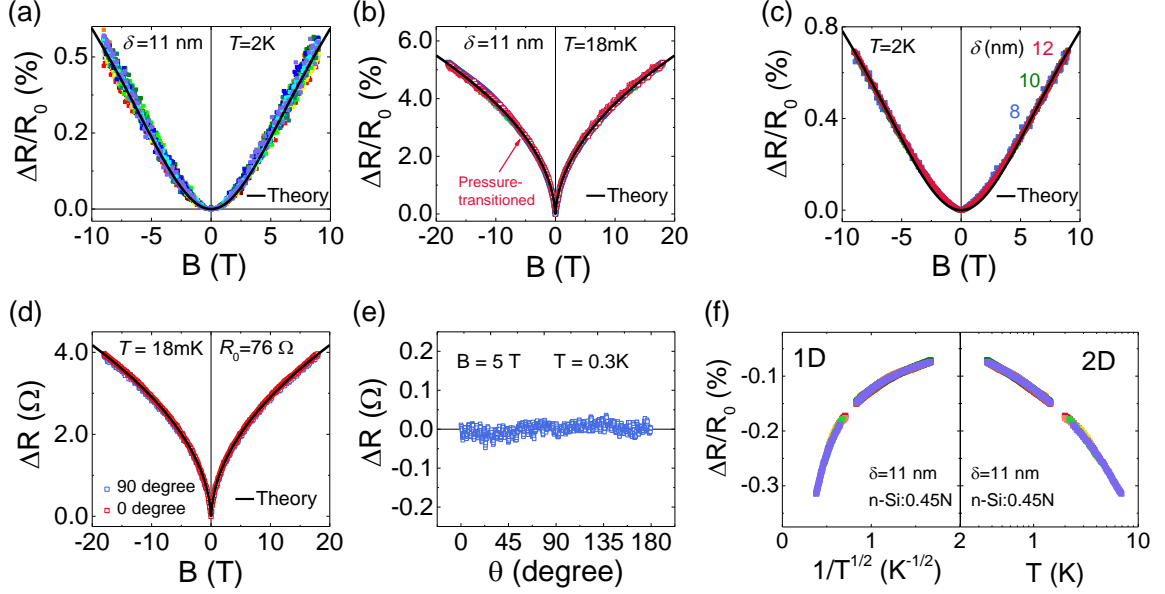 (a)
δ=11 nm
T=2K
0.5
0.2
0.0
ΔR/R0 (%)
Theory
-10 -5 0 5 10
B (T)
(b)
δ=11 nm
T=18mK
6.0
4.0
2.0
0.0
ΔR/R0 (%)
Pressure-
transitioned
Theory
-20 -10 0 10 20
B (T)
(c)
T=2K
δ(nm) 12
10
8
0.8
0.4
0.0
ΔR/R0 (%)
Theory
-10 -5 0 5 10
B (T)
(d)
T = 18mK
R0=76 Ω
4.0
2.0
0.0
ΔR (Ω)
90 degree
0 degree
Theory
-20 -10 0 10 20
B (T)
(e)
B = 5 T T = 0.3K
0.2
0.1
0.0
-0.1
-0.2
ΔR (Ω)
0 45 90 135 180
θ (degree)
(f)
1D
2D
-0.1
-0.2
-0.3
ΔR/R0 (%)
δ=11 nm
n-Si:0.45N
δ=11 nm
n-Si:0.45N
0 1 2
1/T1/2 (K-1/2)
1 10
T (K)